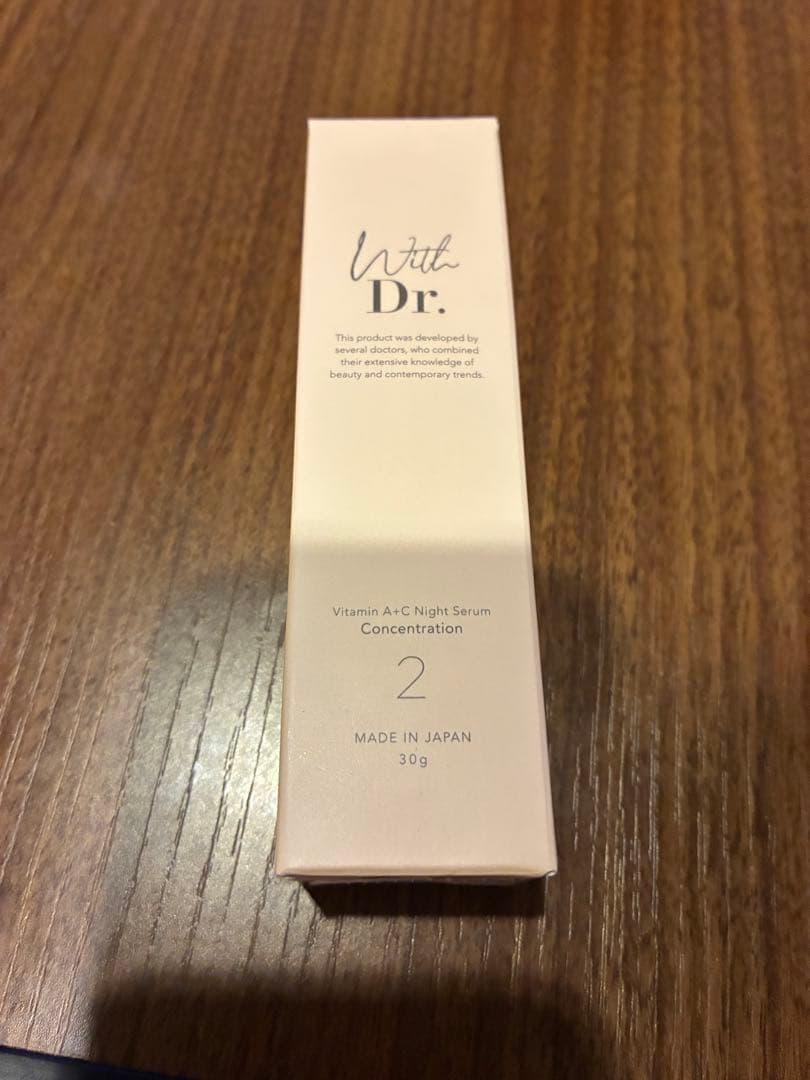 With
Dr.
This product was developed by
several doctors, who combined
their extensive knowledge of
beauty and contemporary trends.
Vitamin A+C Night Serum
Concentration
2
MADE IN JAPAN
30g